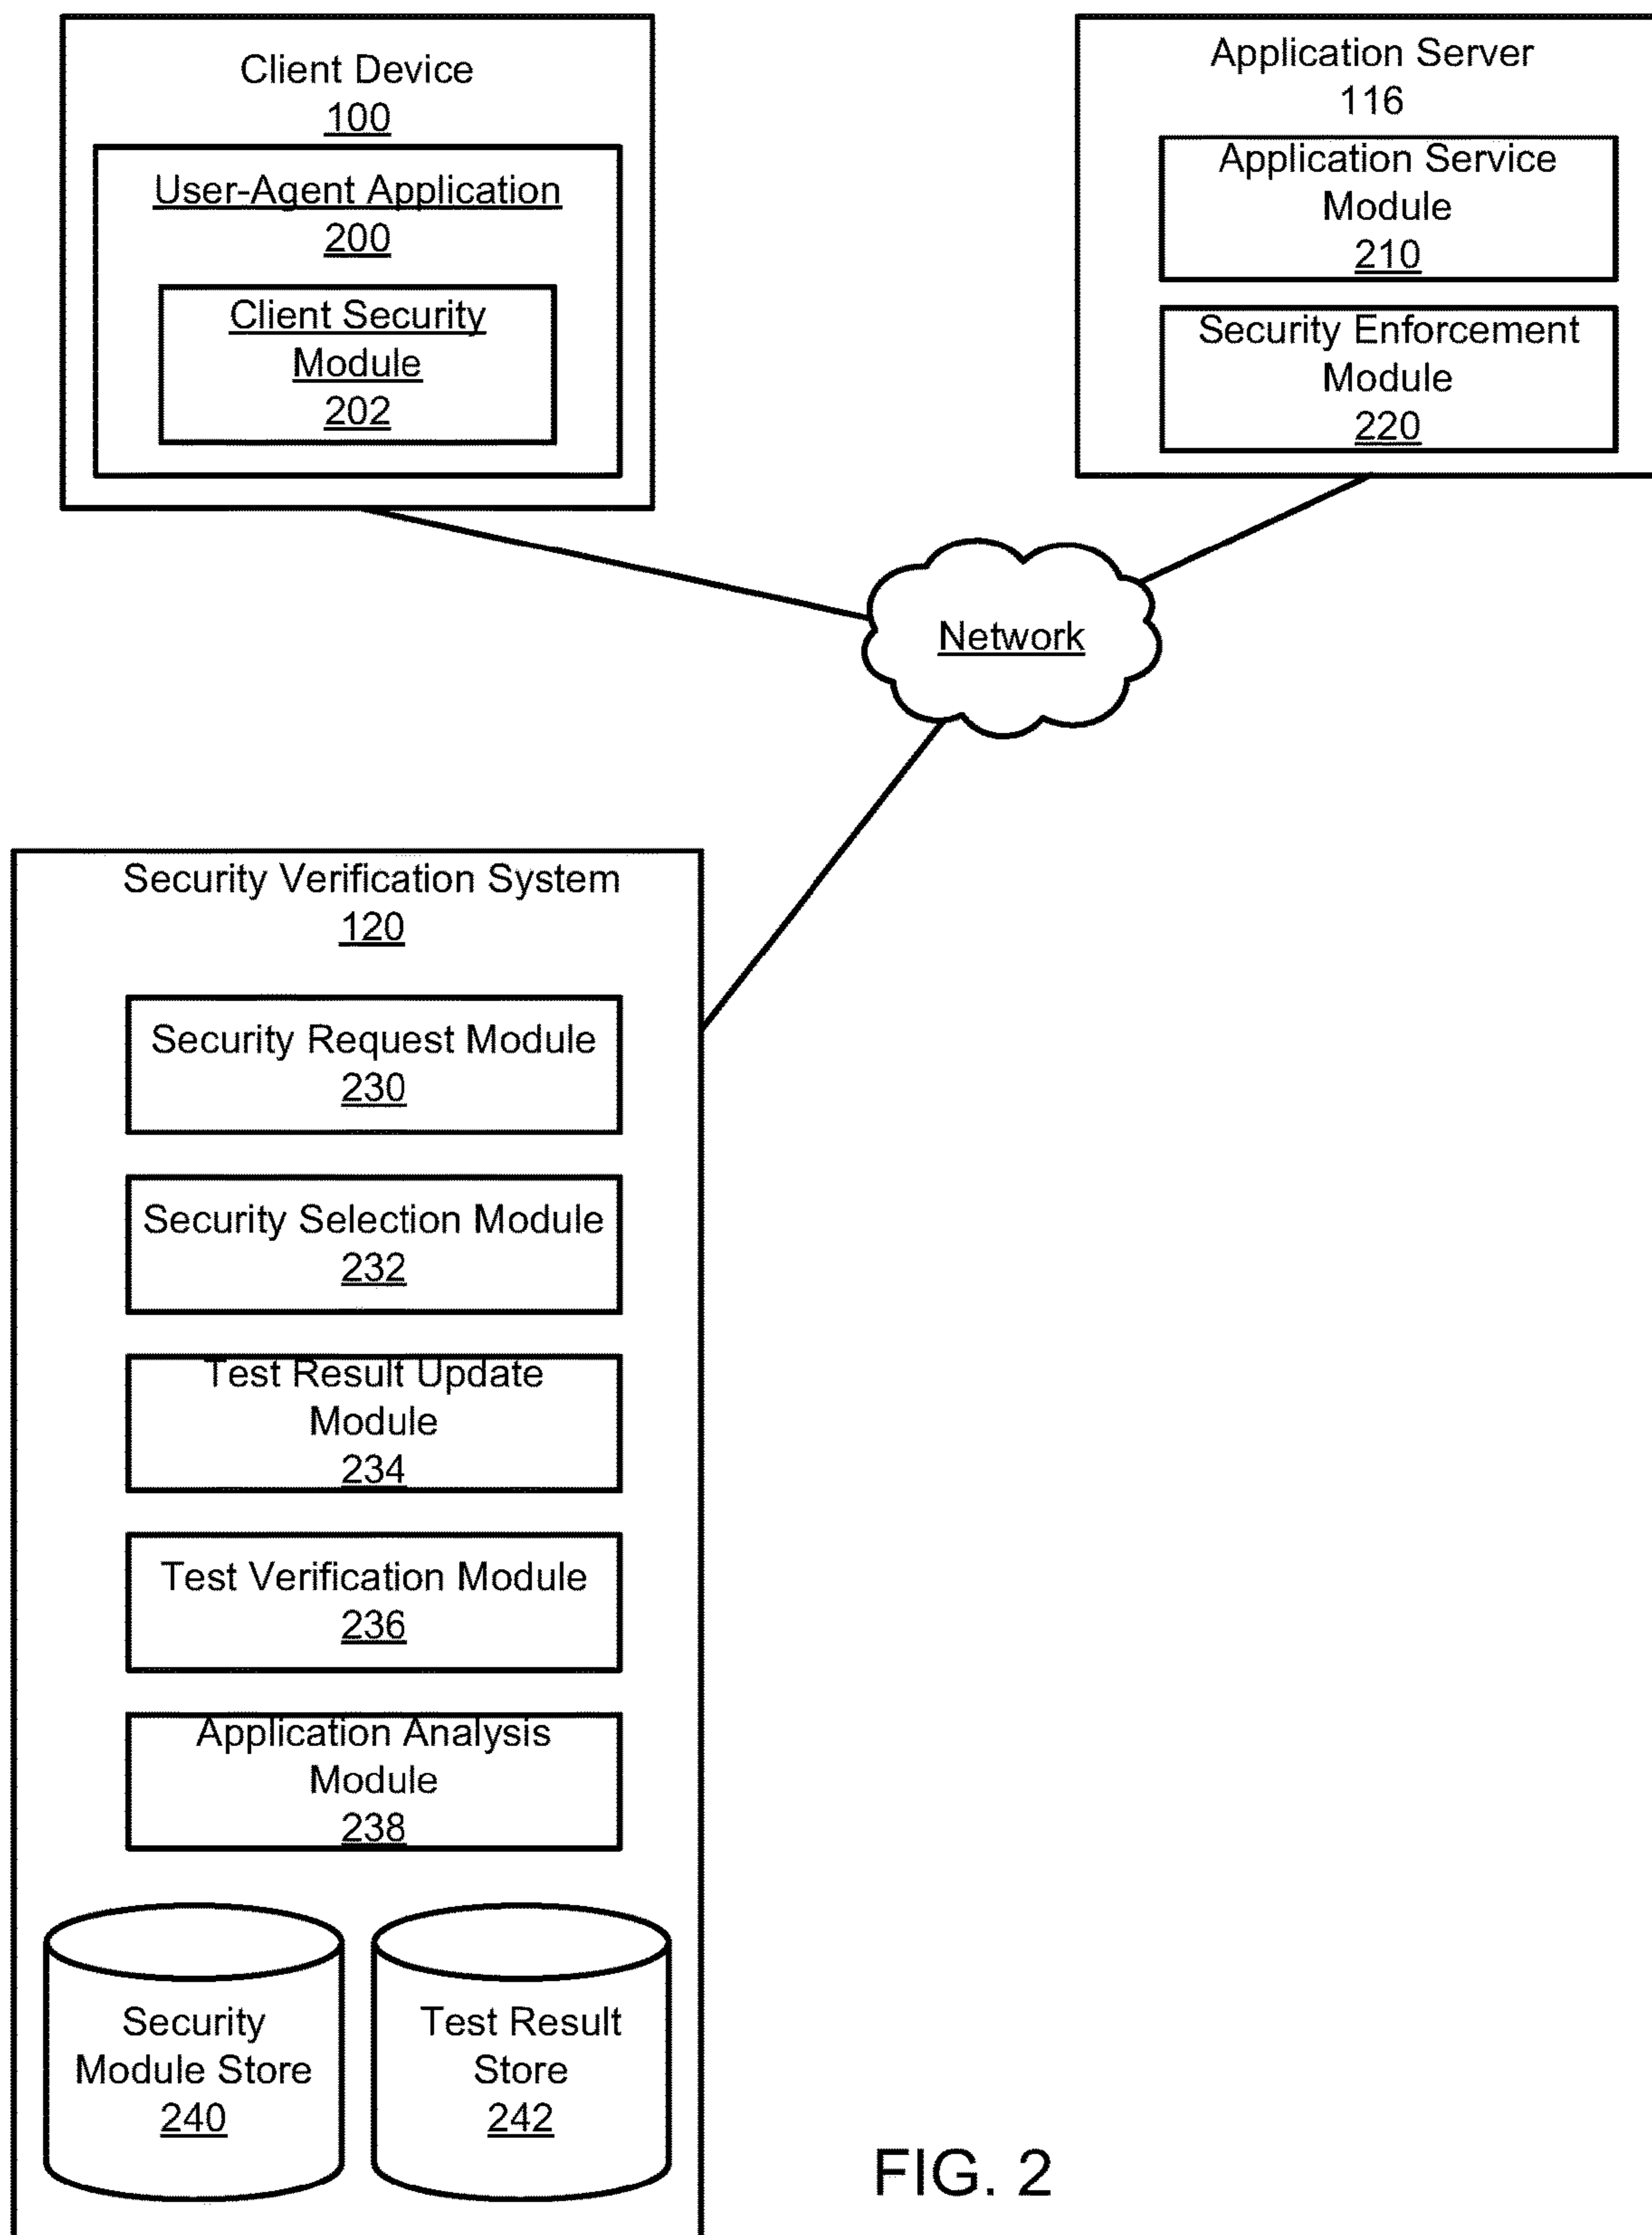 Client Device
100
User-Agent Application
200
Client Security
Module
202
Application Server
116
Application Service
Module
210
Security Enforcement
Module
220
Network
Security Verification System
120
Security Request Module
230
Security Selection Module
232
Test Result Update
Module
234
Test Verification Module
236
Application Analysis
Module
238
Security
Module Store
240
Test Result
Store
242
FIG. 2